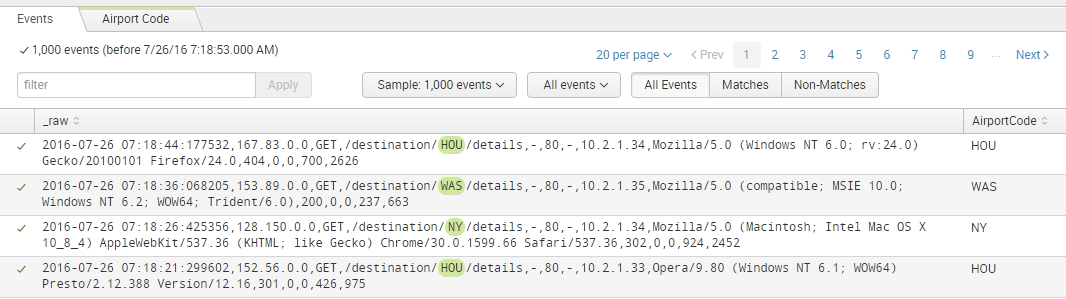 Events Airport Code
1,000 events (before 7/26/16 7:18:53.000 AM)
20 per page < Prev 1 2 3 4 5 6 7 8 9 ... Next >
filter Apply Sample: 1,000 events All events All Events Matches Non-Matches
_raw AirportCode
2016-07-26 07:18:44:177532,167.83.0.0,GET,/destination/HOU/details,-,80,-,10.2.1.34,Mozilla/5.0 (Windows NT 6.0; rv:24.0) HOU
Gecko/20100101 Firefox/24.0,404,0,0,700,2626
2016-07-26 07:18:36:068205,153.89.0.0,GET,/destination/WAS/details,-,80,-,10.2.1.35,Mozilla/5.0 (compatible; MSIE 10.0; WAS
Windows NT 6.2; WOW64; Trident/6.0),200,0,0,237,663
2016-07-26 07:18:26:425356,128.150.0.0,GET,/destination/NY/details,-,80,-,10.2.1.34,Mozilla/5.0 (Macintosh; Intel Mac OS X NY
10_8_4) AppleWebKit/537.36 (KHTML; like Gecko) Chrome/30.0.1599.66 Safari/537.36,302,0,0,924,2452
2016-07-26 07:18:21:299602,152.56.0.0,GET,/destination/HOU/details,-,80,-,10.2.1.33,Opera/9.80 (Windows NT 6.1; WOW64) HOU
Presto/2.12.388 Version/12.16,301,0,0,426,975